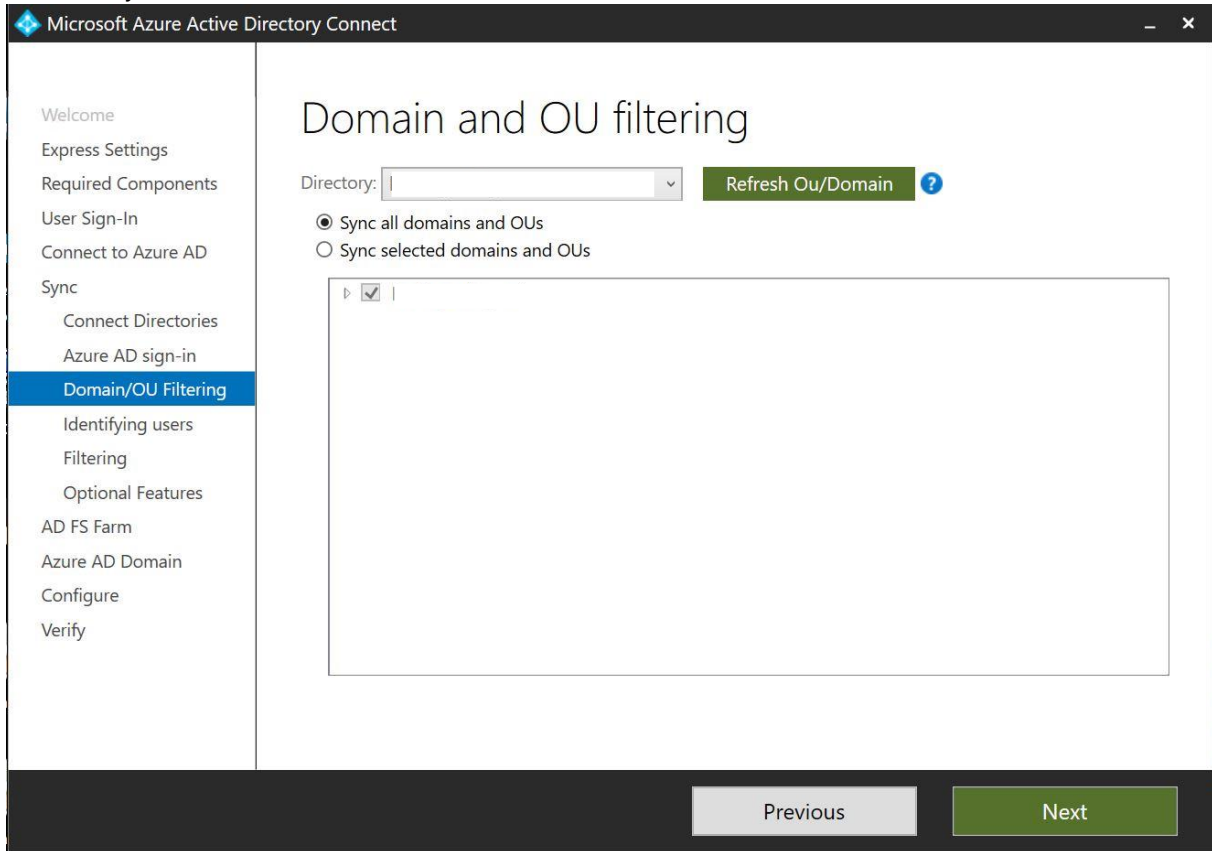 Microsoft Azure Active Directory Connect
Welcome
Express Settings
Required Components
User Sign-In
Connect to Azure AD
Sync
Connect Directories
Azure AD sign-in
Domain/OU Filtering
Identifying users
Filtering
Optional Features
AD FS Farm
Azure AD Domain
Configure
Verify
Domain and OU filtering
Directory:
Refresh Ou/Domain ?
Sync all domains and OUs
Sync selected domains and OUs
Previous
Next